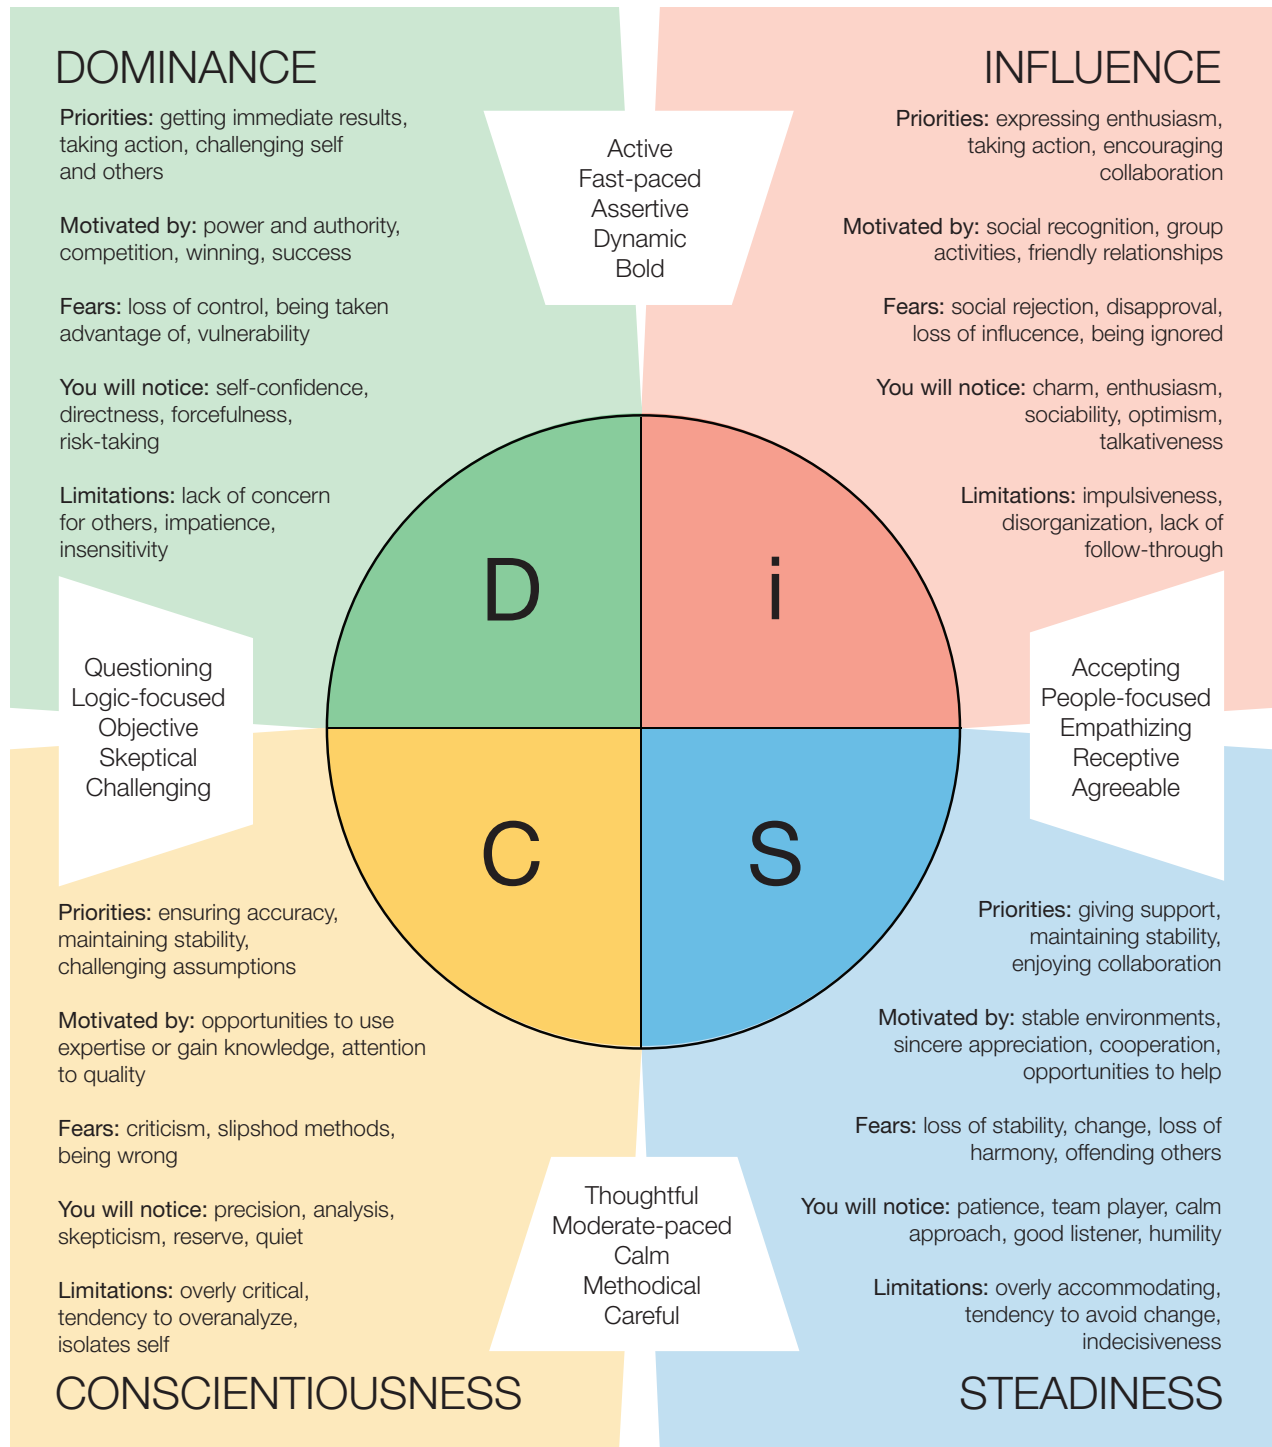 DOMINANCE
Priorities: getting immediate results,
taking action, challenging self
and others
Motivated by: power and authority,
competition, winning, success
Fears: loss of control, being taken
advantage of, vulnerability
You will notice: self-confidence,
directness, forcefulness,
risk-taking
Limitations: lack of concern
for others, impatience,
insensitivity
Active
Fast-paced
Assertive
Dynamic
Bold
INFLUENCE
Priorities: expressing enthusiasm,
taking action, encouraging
collaboration
Motivated by: social recognition, group
activities, friendly relationships
Fears: social rejection, disapproval,
loss of influcence, being ignored
You will notice: charm, enthusiasm,
sociability, optimism,
talkativeness
Limitations: impulsiveness,
disorganization, lack of
follow-through
D
i
Questioning
Logic-focused
Objective
Skeptical
Challenging
Accepting
People-focused
Empathizing
Receptive
Agreeable
C
S
Priorities: ensuring accuracy,
maintaining stability,
challenging assumptions
Motivated by: opportunities to use
expertise or gain knowledge, attention
to quality
Fears: criticism, slipshod methods,
being wrong
You will notice: precision, analysis,
skepticism, reserve, quiet
Limitations: overly critical,
tendency to overanalyze,
isolates self
CONSCIENTIOUSNESS
Thoughtful
Moderate-paced
Calm
Methodical
Careful
Priorities: giving support,
maintaining stability,
enjoying collaboration
Motivated by: stable environments,
sincere appreciation, cooperation,
opportunities to help
Fears: loss of stability, change, loss of
harmony, offending others
You will notice: patience, team player, calm
approach, good listener, humility
Limitations: overly accommodating,
tendency to avoid change,
indecisiveness
STEADINESS